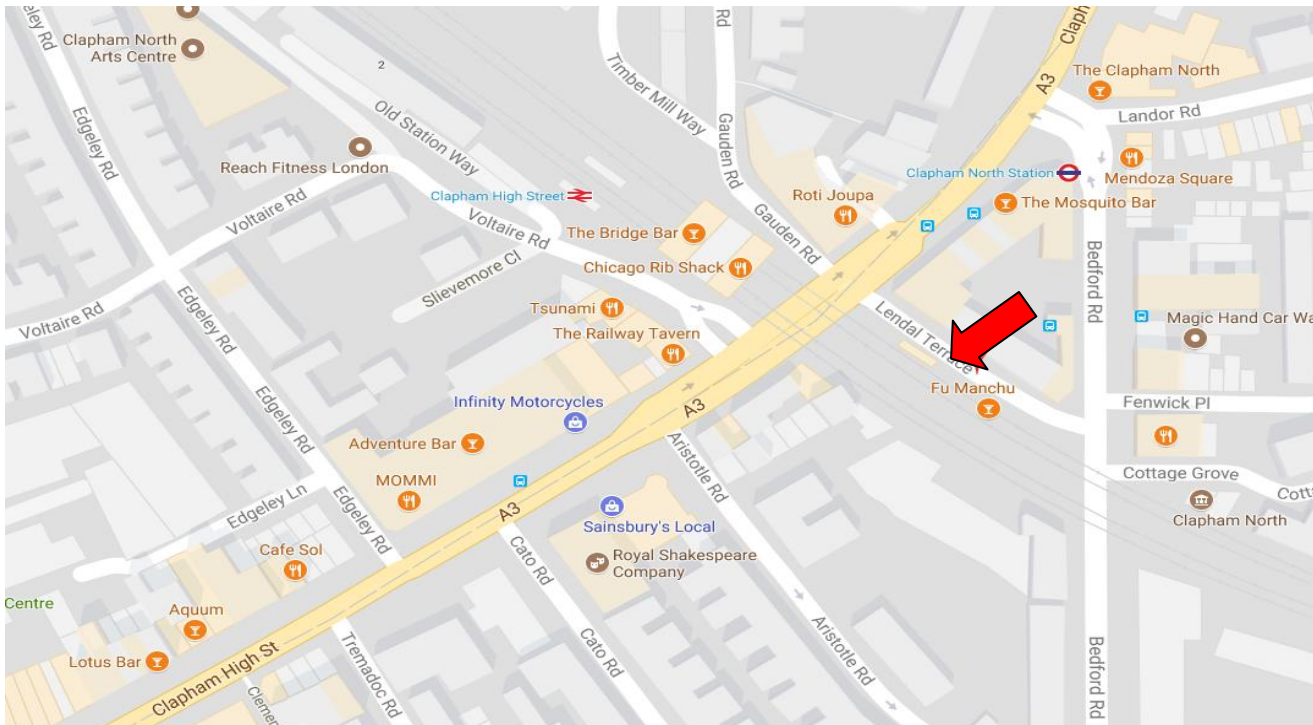 eley Rd
Clapham North
Arts Centre
2
Rd
Clapham
A3
The Clapham North
Landor Rd
Edgeley Rd
Old Station Way
Timber Mill Way
Gauden Rd
Reach Fitness London
Clapham High Street
Clapham North Station
Mendoza Square
Roti Joupa
The Mosquito Bar
Voltaire Rd
Voltaire Rd
The Bridge Bar
Gauden Rd
Chicago Rib Shack
Slievemore Cl
Bedford Rd
Voltaire Rd
Edgeley Rd
Tsunami
The Railway Tavern
Lendal Terrace
Magic Hand Car Wa
Fu Manchu
Fenwick Pl
Infinity Motorcycles
A3
Edgeley Rd
Adventure Bar
Aristotle Rd
MOMMI
Cottage Grove
Cott
Edgeley Ln
Edgeley Rd
A3
Sainsbury's Local
Clapham North
Cafe Sol
Cato Rd
Royal Shakespeare
Company
Centre
Aquum
Lotus Bar
Clapham High St
Tremadoc Rd
Cato Rd
Aristotle Rd
Bedford Rd
Clemen